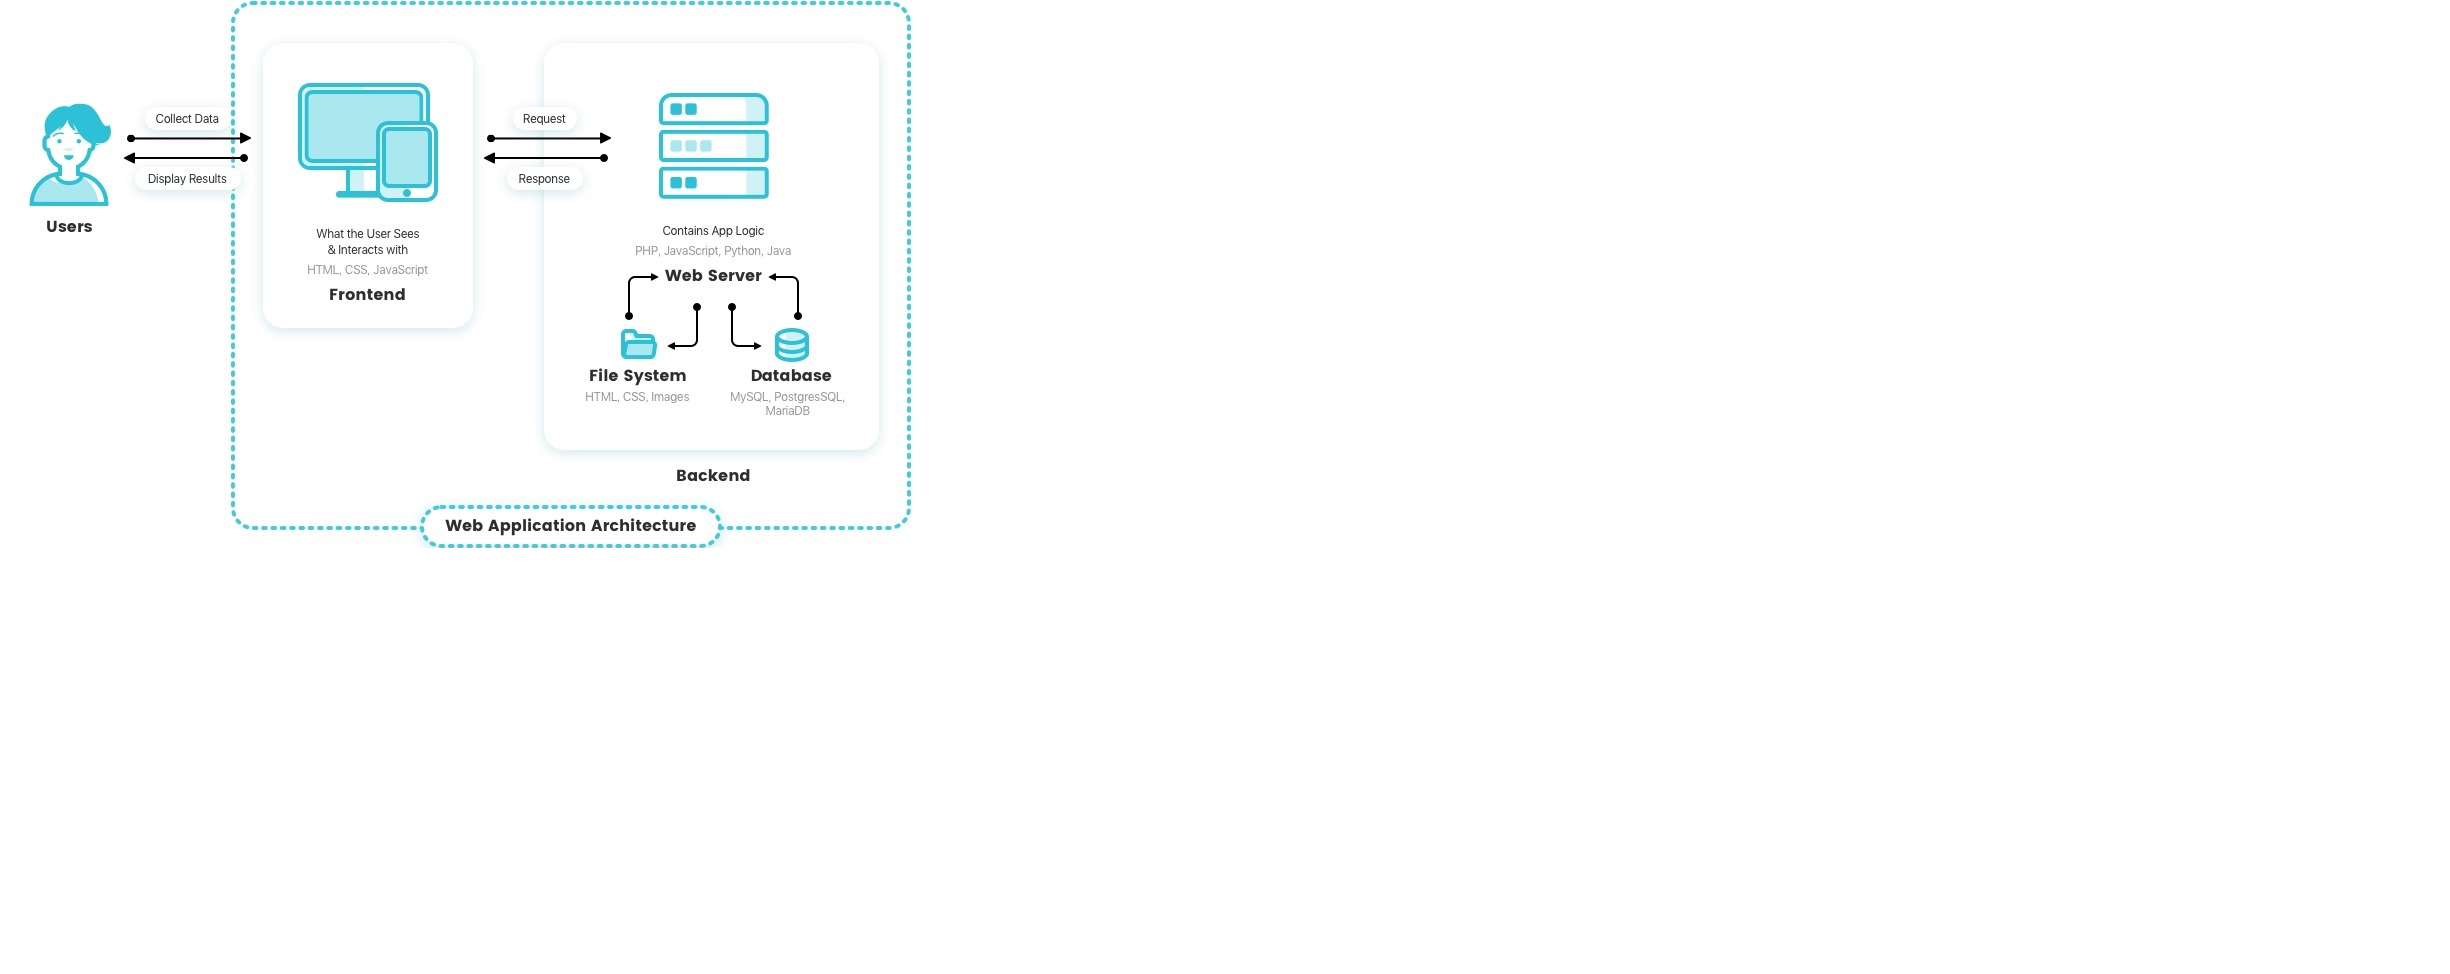 Collect Data
Display Results
Users
What the User Sees
& Interacts with
HTML, CSS, JavaScript
Frontend
Request
Response
Contains App Logic
PHP, JavaScript, Python, Java
Web Server
File System
HTML, CSS, Images
Database
MySQL, PostgresSQL,
MariaDB
Backend
Web Application Architecture